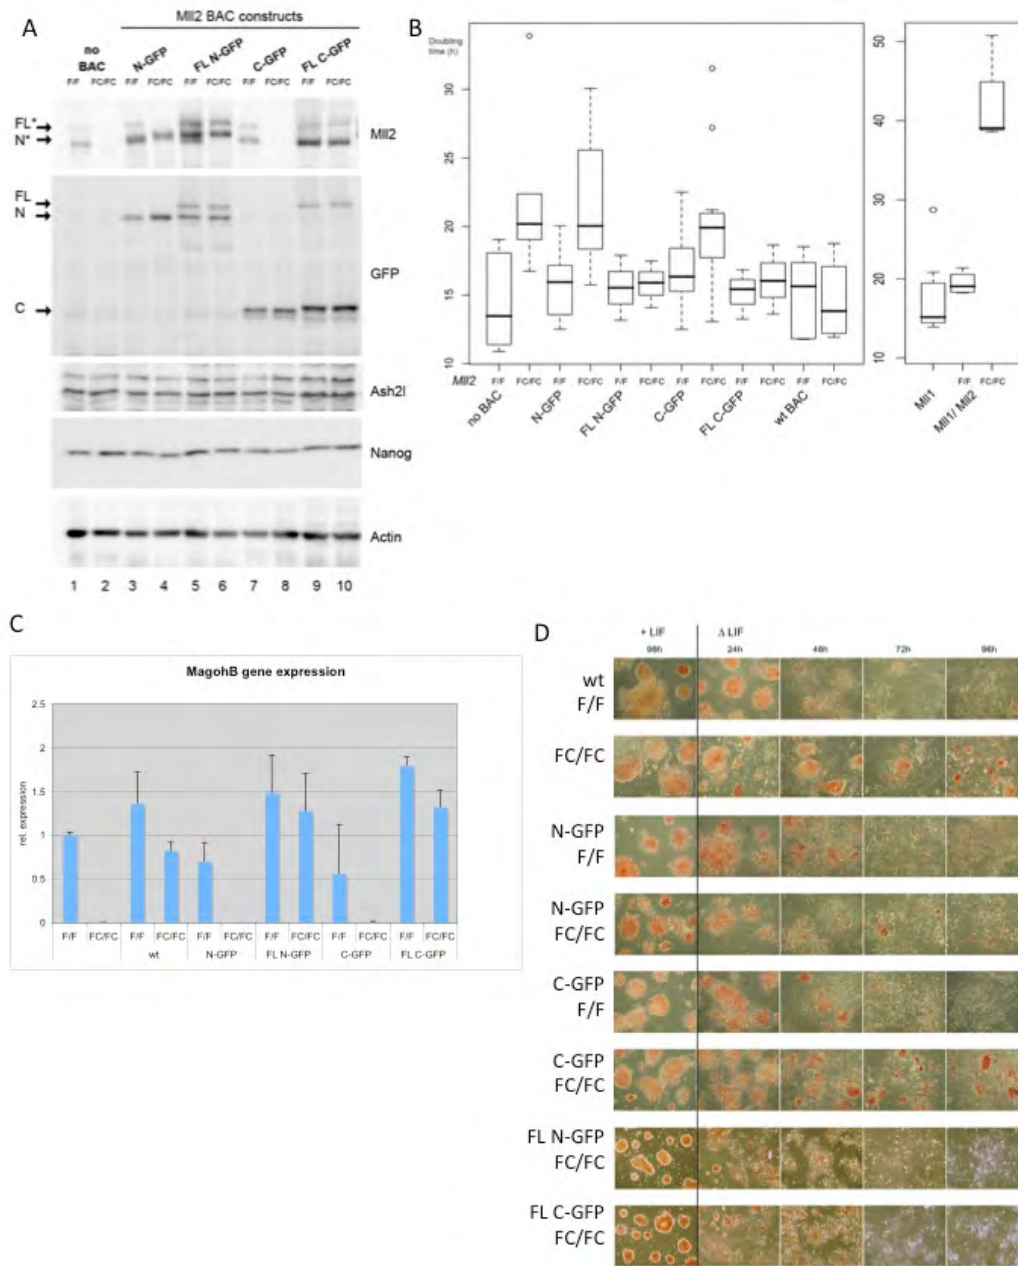 A
Mll2 BAC constructs
no BAC N-GFP FL N-GFP C-GFP FL C-GFP
F/F FC/FC F/F FC/FC F/F FC/FC F/F FC/FC
FL*
N*
Mll2
FL
N
C
GFP
Ash2l
Nanog
Actin
1 2 3 4 5 6 7 8 9 10
B
Doubling
time (h)
30
25
20
15
10
50
40
30
20
10
Mll2 F/F FC/FC F/F FC/FC F/F FC/FC F/F FC/FC F/F FC/FC F/F FC/FC
no BAC N-GFP FL N-GFP C-GFP FL C-GFP wt BAC
F/F FC/FC
Mll1 Mll1/ Mll2
C
MagohB gene expression
rel. expression
2.5
2
1.5
1
0.5
0
F/F FC/FC F/F FC/FC F/F FC/FC F/F FC/FC F/F FC/FC F/F FC/FC
wt N-GFP FL N-GFP C-GFP FL C-GFP
D
+ LIF Δ LIF
96h 24h 48h 72h 96h
wt
F/F
FC/FC
N-GFP
F/F
N-GFP
FC/FC
C-GFP
F/F
C-GFP
FC/FC
FL N-GFP
FC/FC
FL C-GFP
FC/FC